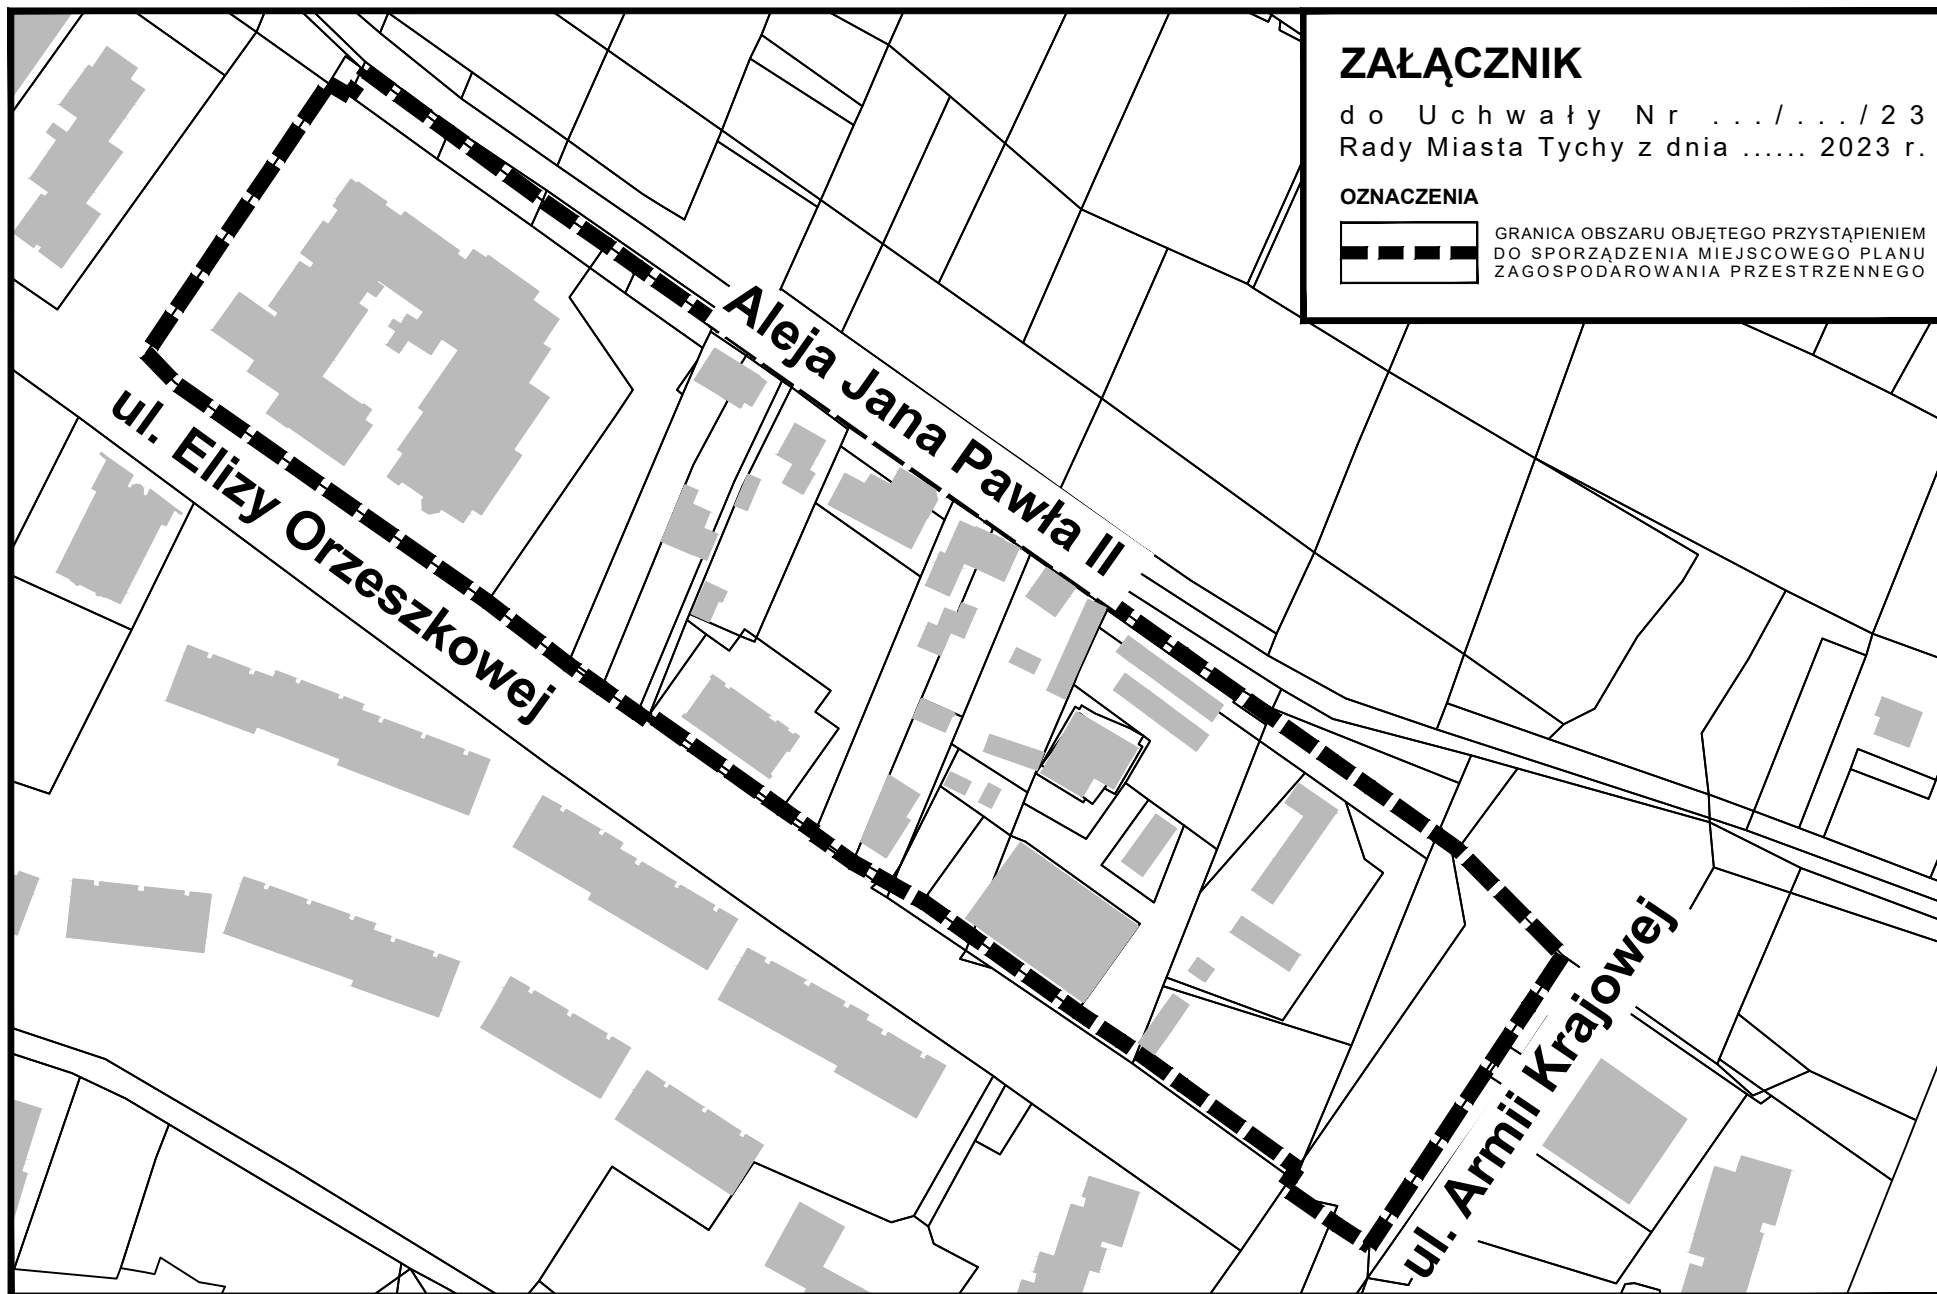 ZAŁĄCZNIK
do Uchwały Nr .../.../23
Rady Miasta Tychy z dnia ...... 2023 r.
OZNACZENIA
GRANICA OBSZARU OBJĘTEGO PRZYSTĄPIENIEM
DO SPORZĄDZENIA MIEJSCOWEGO PLANU
ZAGOSPODAROWANIA PRZESTRZENNEGO
Aleja Jana Pawła II
ul. Elizy Orzeszkowej
ul. Armii Krajowej